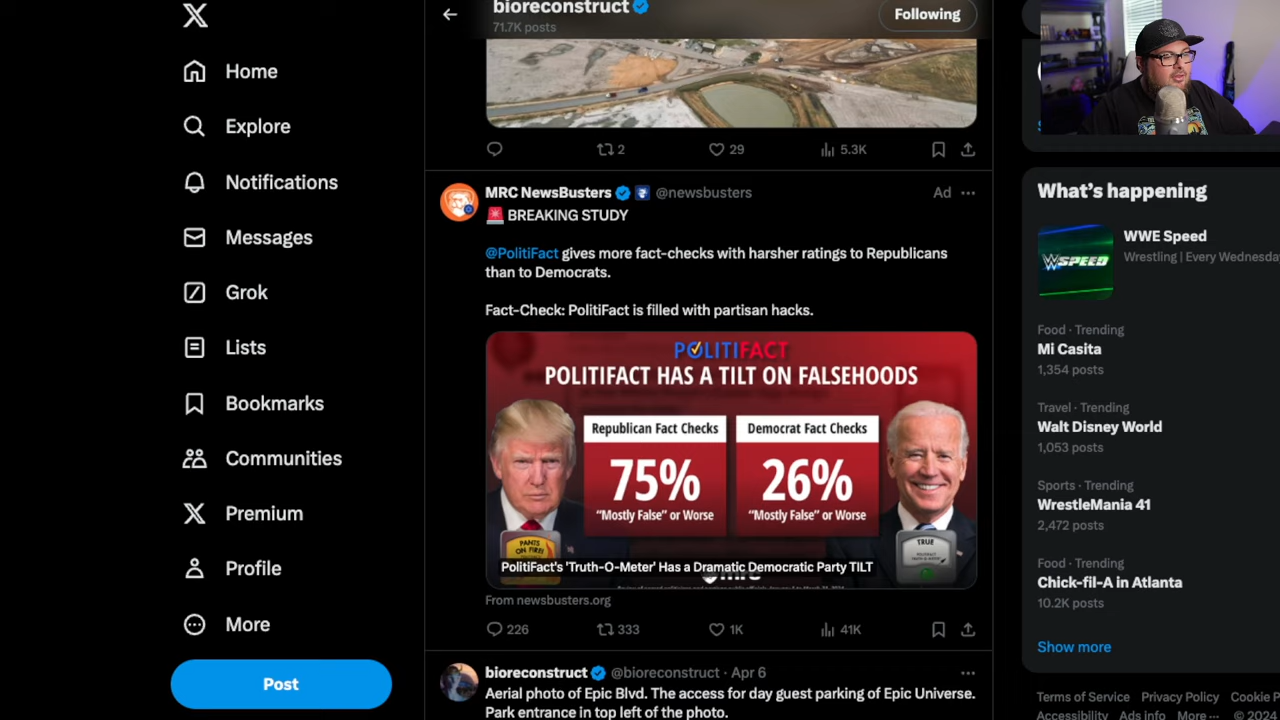 Home
Explore
Notifications
Messages
Grok
Lists
Bookmarks
Communities
Premium
Profile
More
Post
bioreconstruct
71.7K posts
Following
2
29
5.3K
MRC NewsBusters @newsbusters
Ad
🚨 BREAKING STUDY
@PolitiFact gives more fact-checks with harsher ratings to Republicans
than to Democrats.
Fact-Check: PolitiFact is filled with partisan hacks.
POLITIFACT
POLITIFACT HAS A TILT ON FALSEHOODS
Republican Fact Checks
75%
"Mostly False" or Worse
Democrat Fact Checks
26%
"Mostly False" or Worse
PANTS
ON FIRE!
TRUE
PolitiFact's 'Truth-O-Meter' Has a Dramatic Democratic Party TILT
From newsbusters.org
226
333
1K
41K
bioreconstruct @bioreconstruct · Apr 6
Aerial photo of Epic Blvd. The access for day guest parking of Epic Universe.
Park entrance in top left of the photo.
What's happening
SPEED
WWE Speed
Wrestling | Every Wednesda
Food · Trending
Mi Casita
1,354 posts
Travel · Trending
Walt Disney World
1,053 posts
Sports · Trending
WrestleMania 41
2,472 posts
Food · Trending
Chick-fil-A in Atlanta
10.2K posts
Show more
Terms of Service Privacy Policy Cookie P
Accessibility Ads info More ··· © 2024